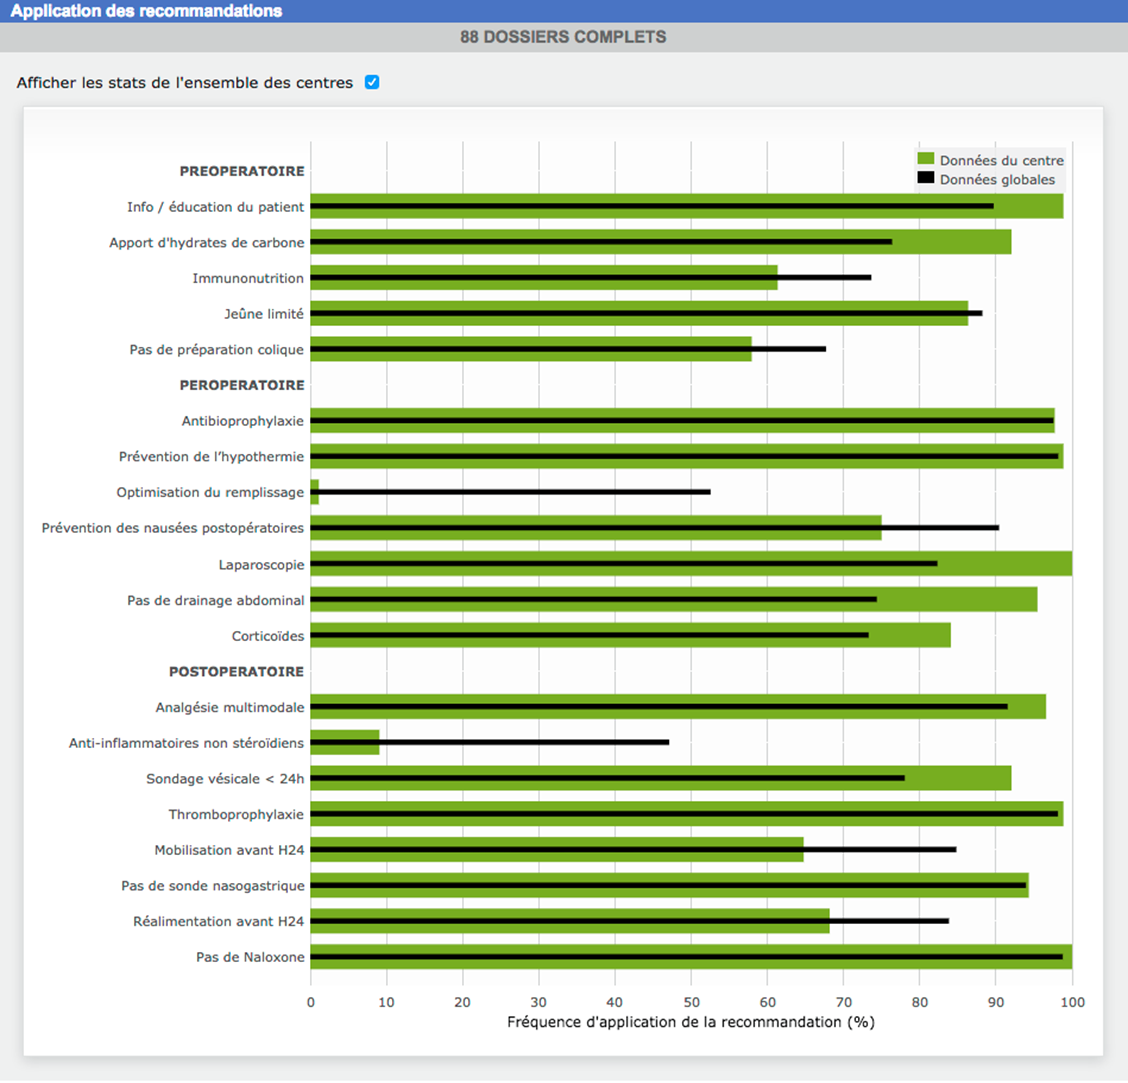 Application des recommandations
88 DOSSIERS COMPLETS
Afficher les stats de l'ensemble des centres
Données du centre
Données globales
PREOPERATOIRE
Info / éducation du patient
Apport d'hydrates de carbone
Immunonutrition
Jeûne limité
Pas de préparation colique
PEROPERATOIRE
Antibioprophylaxie
Prévention de l’hypothermie
Optimisation du remplissage
Prévention des nausées postopératoires
Laparoscopie
Pas de drainage abdominal
Corticoïdes
POSTOPERATOIRE
Analgésie multimodale
Anti-inflammatoires non stéroïdiens
Sondage vésicale < 24h
Thromboprophylaxie
Mobilisation avant H24
Pas de sonde nasogastrique
Réalimentation avant H24
Pas de Naloxone
0 10 20 30 40 50 60 70 80 90 100
Fréquence d'application de la recommandation (%)